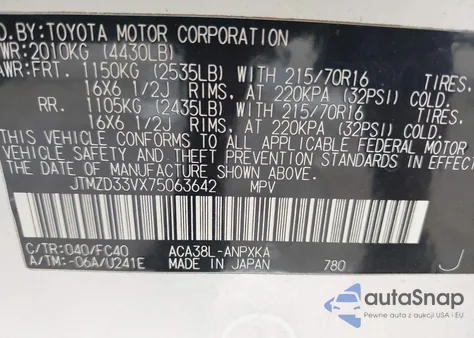 D.BY:TOYOTA MOTOR CORPORATION
WR:2010KG (4430LB)
AWR:FRT. 1150KG (2535LB) WITH 215/70R16 TIRES,
16X6 1/2J RIMS, AT 220KPA (32PSI) COLD.
RR. 1105KG (2435LB) WITH 215/70R16 TIRES,
16X6 1/2J RIMS, AT 220KPA (32PSI) COLD.
THIS VEHICLE CONFORMS TO ALL APPLICABLE FEDERAL MOTOR
VEHICLE SAFETY AND THEFT PREVENTION STANDARDS IN EFFECT
THE DATE OF MANUFACTURE SHOWN ABOVE.
JTMZD33VX75063642 MPV
C/TR:040/FC40 ACA38L-ANPXKA
A/TM:-06A/U241E MADE IN JAPAN 780 J
autaSnap
Pewne auta z USA i EU